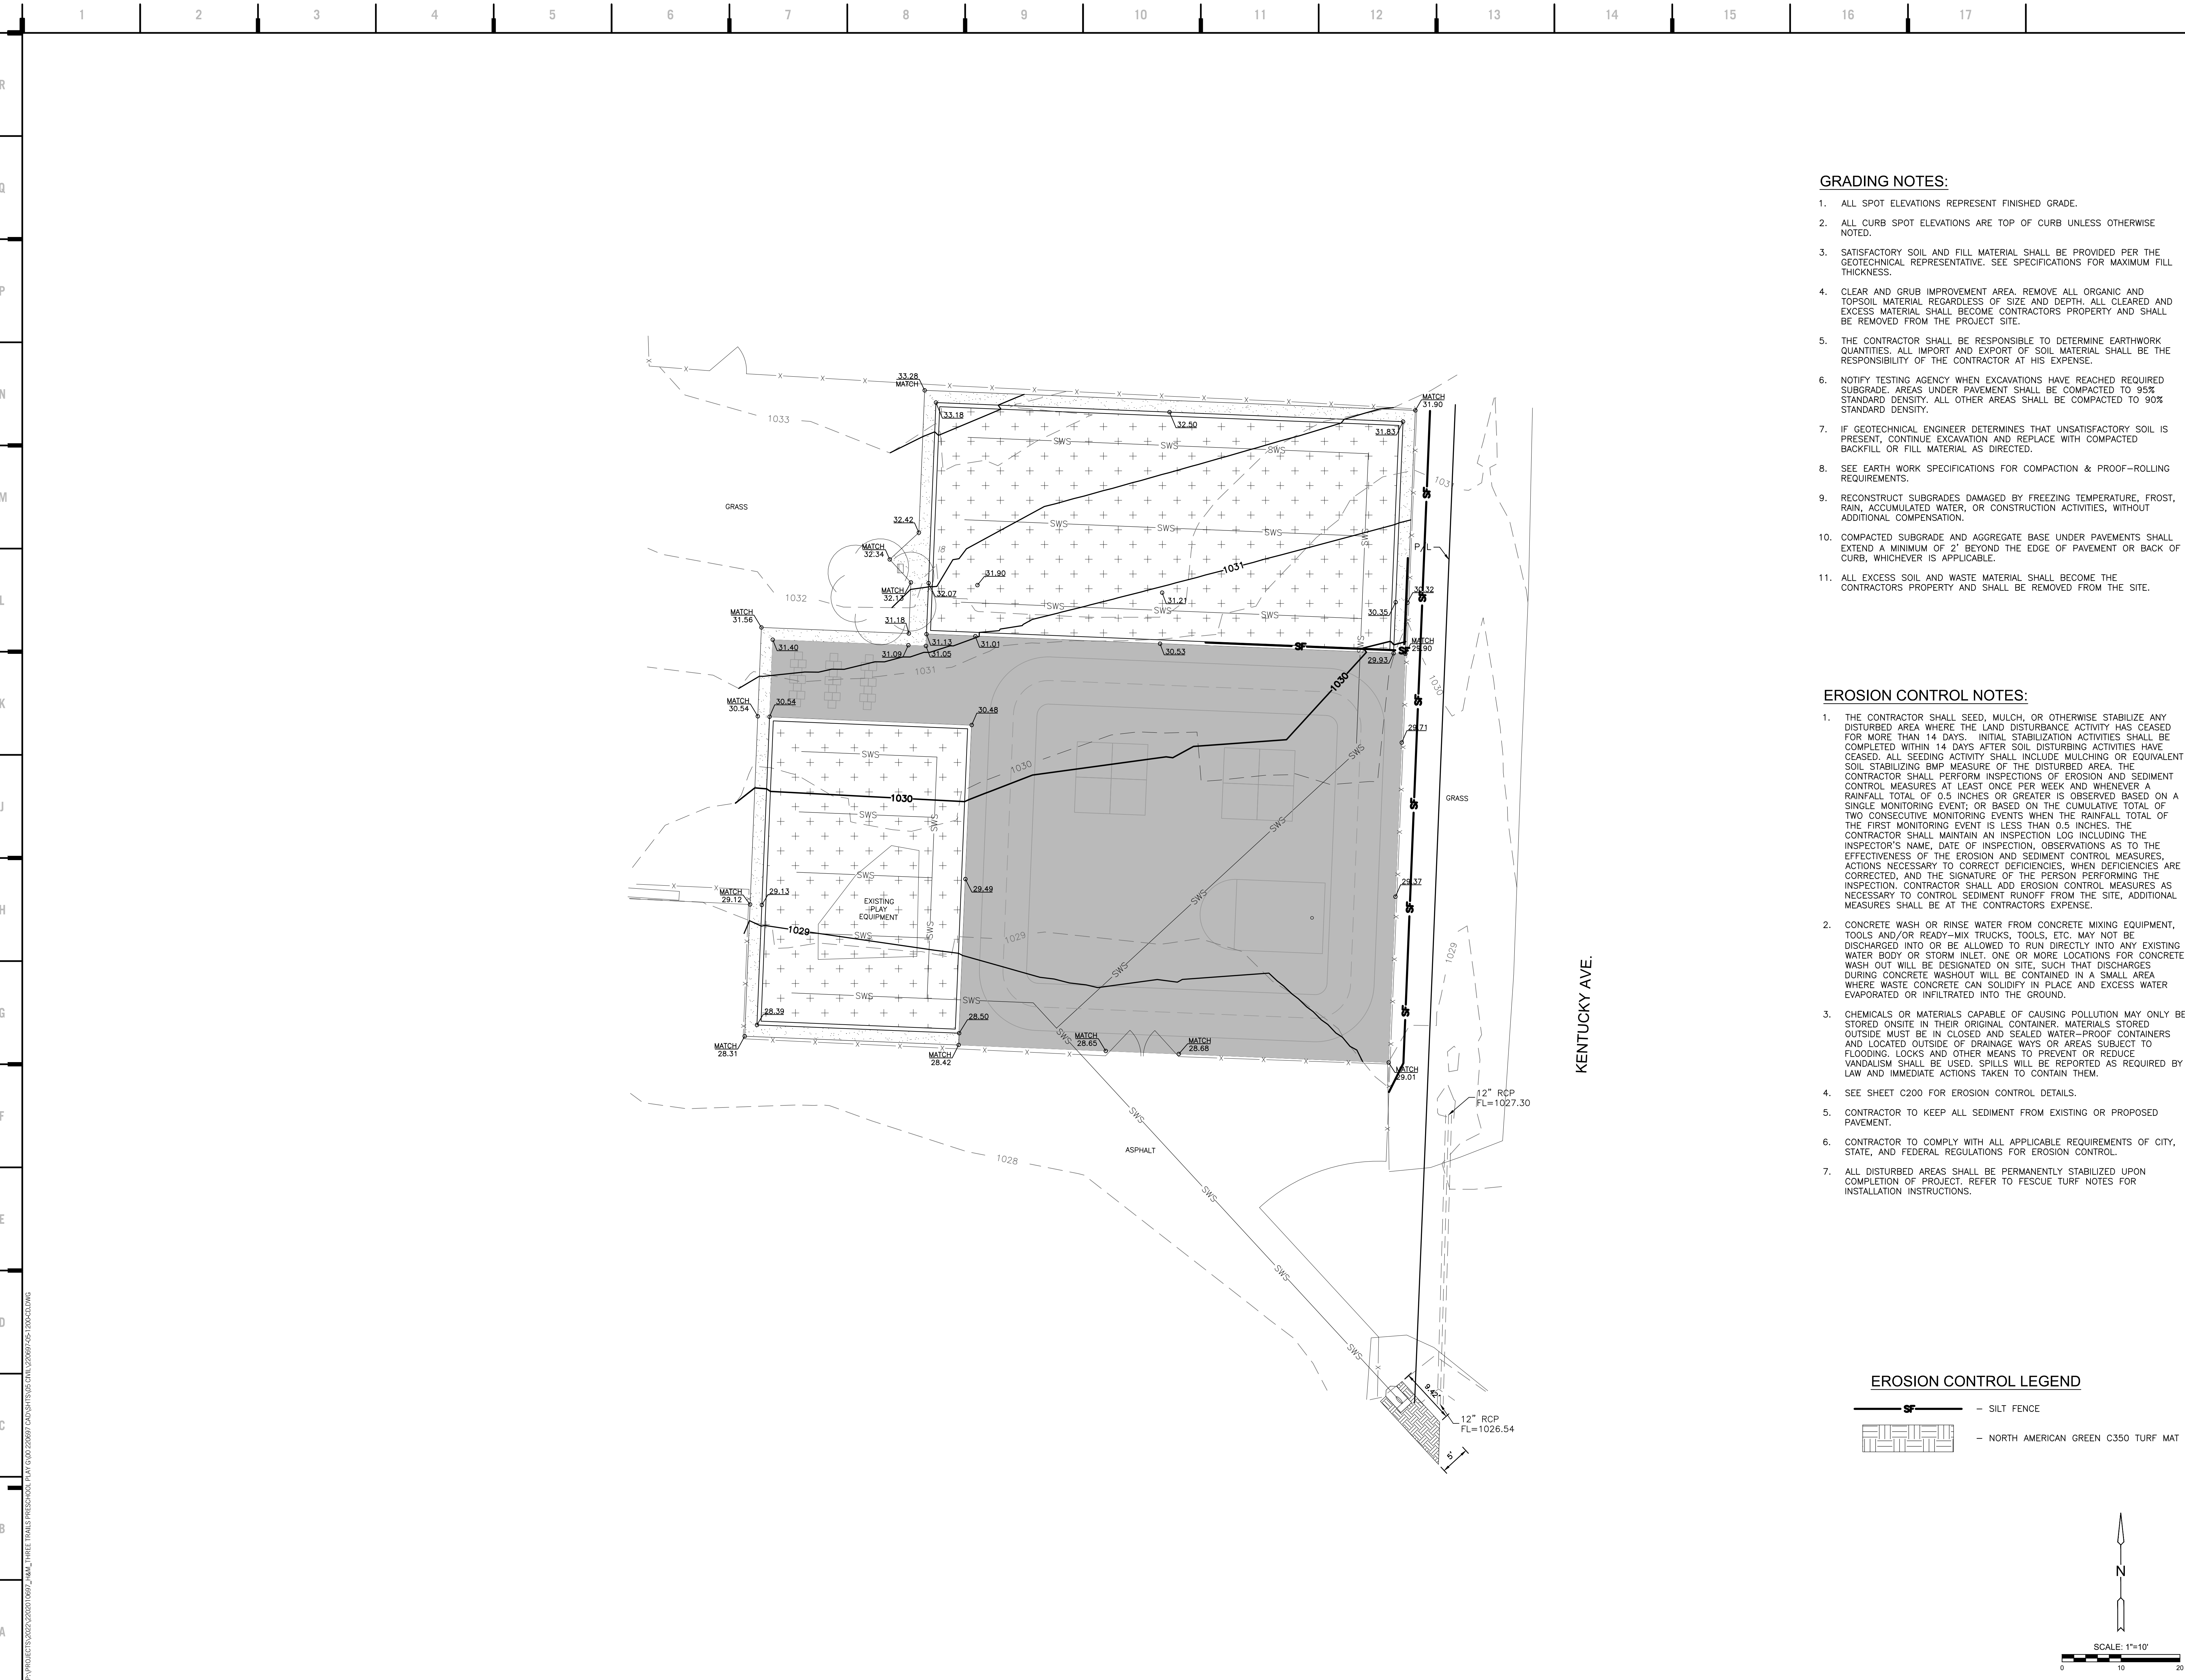 1 2 3 4 5 6 7 8 9 10 11 12 13 14 15 16 17
R
Q
P
N
M
L
K
J
H
G
F
E
D
C
B
A
GRADING NOTES:
1. ALL SPOT ELEVATIONS REPRESENT FINISHED GRADE.
2. ALL CURB SPOT ELEVATIONS ARE TOP OF CURB UNLESS OTHERWISE
NOTED.
3. SATISFACTORY SOIL AND FILL MATERIAL SHALL BE PROVIDED PER THE
GEOTECHNICAL REPRESENTATIVE. SEE SPECIFICATIONS FOR MAXIMUM FILL
THICKNESS.
4. CLEAR AND GRUB IMPROVEMENT AREA. REMOVE ALL ORGANIC AND
TOPSOIL MATERIAL REGARDLESS OF SIZE AND DEPTH. ALL CLEARED AND
EXCESS MATERIAL SHALL BECOME CONTRACTORS PROPERTY AND SHALL
BE REMOVED FROM THE PROJECT SITE.
5. THE CONTRACTOR SHALL BE RESPONSIBLE TO DETERMINE EARTHWORK
QUANTITIES. ALL IMPORT AND EXPORT OF SOIL MATERIAL SHALL BE THE
RESPONSIBILITY OF THE CONTRACTOR AT HIS EXPENSE.
6. NOTIFY TESTING AGENCY WHEN EXCAVATIONS HAVE REACHED REQUIRED
SUBGRADE. AREAS UNDER PAVEMENT SHALL BE COMPACTED TO 95%
STANDARD DENSITY. ALL OTHER AREAS SHALL BE COMPACTED TO 90%
STANDARD DENSITY.
7. IF GEOTECHNICAL ENGINEER DETERMINES THAT UNSATISFACTORY SOIL IS
PRESENT, CONTINUE EXCAVATION AND REPLACE WITH COMPACTED
BACKFILL OR FILL MATERIAL AS DIRECTED.
8. SEE EARTH WORK SPECIFICATIONS FOR COMPACTION & PROOF-ROLLING
REQUIREMENTS.
9. RECONSTRUCT SUBGRADES DAMAGED BY FREEZING TEMPERATURE, FROST,
RAIN, ACCUMULATED WATER, OR CONSTRUCTION ACTIVITIES, WITHOUT
ADDITIONAL COMPENSATION.
10. COMPACTED SUBGRADE AND AGGREGATE BASE UNDER PAVEMENTS SHALL
EXTEND A MINIMUM OF 2' BEYOND THE EDGE OF PAVEMENT OR BACK OF
CURB, WHICHEVER IS APPLICABLE.
11. ALL EXCESS SOIL AND WASTE MATERIAL SHALL BECOME THE
CONTRACTORS PROPERTY AND SHALL BE REMOVED FROM THE SITE.
EROSION CONTROL NOTES:
1. THE CONTRACTOR SHALL SEED, MULCH, OR OTHERWISE STABILIZE ANY
DISTURBED AREA WHERE THE LAND DISTURBANCE ACTIVITY HAS CEASED
FOR MORE THAN 14 DAYS. INITIAL STABILIZATION ACTIVITIES SHALL BE
COMPLETED WITHIN 14 DAYS AFTER SOIL DISTURBING ACTIVITIES HAVE
CEASED. ALL SEEDING ACTIVITY SHALL INCLUDE MULCHING OR EQUIVALENT
SOIL STABILIZING BMP MEASURE OF THE DISTURBED AREA. THE
CONTRACTOR SHALL PERFORM INSPECTIONS OF EROSION AND SEDIMENT
CONTROL MEASURES AT LEAST ONCE PER WEEK AND WHENEVER A
RAINFALL TOTAL OF 0.5 INCHES OR GREATER IS OBSERVED BASED ON A
SINGLE MONITORING EVENT; OR BASED ON THE CUMULATIVE TOTAL OF
TWO CONSECUTIVE MONITORING EVENTS WHEN THE RAINFALL TOTAL OF
THE FIRST MONITORING EVENT IS LESS THAN 0.5 INCHES. THE
CONTRACTOR SHALL MAINTAIN AN INSPECTION LOG INCLUDING THE
INSPECTOR'S NAME, DATE OF INSPECTION, OBSERVATIONS AS TO THE
EFFECTIVENESS OF THE EROSION AND SEDIMENT CONTROL MEASURES,
ACTIONS NECESSARY TO CORRECT DEFICIENCIES, WHEN DEFICIENCIES ARE
CORRECTED, AND THE SIGNATURE OF THE PERSON PERFORMING THE
INSPECTION. CONTRACTOR SHALL ADD EROSION CONTROL MEASURES AS
NECESSARY TO CONTROL SEDIMENT RUNOFF FROM THE SITE, ADDITIONAL
MEASURES SHALL BE AT THE CONTRACTORS EXPENSE.
2. CONCRETE WASH OR RINSE WATER FROM CONCRETE MIXING EQUIPMENT,
TOOLS AND/OR READY-MIX TRUCKS, TOOLS, ETC. MAY NOT BE
DISCHARGED INTO OR BE ALLOWED TO RUN DIRECTLY INTO ANY EXISTING
WATER BODY OR STORM INLET. ONE OR MORE LOCATIONS FOR CONCRETE
WASH OUT WILL BE DESIGNATED ON SITE, SUCH THAT DISCHARGES
DURING CONCRETE WASHOUT WILL BE CONTAINED IN A SMALL AREA
WHERE WASTE CONCRETE CAN SOLIDIFY IN PLACE AND EXCESS WATER
EVAPORATED OR INFILTRATED INTO THE GROUND.
3. CHEMICALS OR MATERIALS CAPABLE OF CAUSING POLLUTION MAY ONLY BE
STORED ONSITE IN THEIR ORIGINAL CONTAINER. MATERIALS STORED
OUTSIDE MUST BE IN CLOSED AND SEALED WATER-PROOF CONTAINERS
AND LOCATED OUTSIDE OF DRAINAGE WAYS OR AREAS SUBJECT TO
FLOODING. LOCKS AND OTHER MEANS TO PREVENT OR REDUCE
VANDALISM SHALL BE USED. SPILLS WILL BE REPORTED AS REQUIRED BY
LAW AND IMMEDIATE ACTIONS TAKEN TO CONTAIN THEM.
4. SEE SHEET C200 FOR EROSION CONTROL DETAILS.
5. CONTRACTOR TO KEEP ALL SEDIMENT FROM EXISTING OR PROPOSED
PAVEMENT.
6. CONTRACTOR TO COMPLY WITH ALL APPLICABLE REQUIREMENTS OF CITY,
STATE, AND FEDERAL REGULATIONS FOR EROSION CONTROL.
7. ALL DISTURBED AREAS SHALL BE PERMANENTLY STABILIZED UPON
COMPLETION OF PROJECT. REFER TO FESCUE TURF NOTES FOR
INSTALLATION INSTRUCTIONS.
EROSION CONTROL LEGEND
SF - SILT FENCE
- NORTH AMERICAN GREEN C350 TURF MAT
N
SCALE: 1"=10'
0 10 20
33.28
MATCH
33.18
32.50
MATCH
31.90
31.83
1033
GRASS
32.42
MATCH
32.34
18
31.90
MATCH
32.13
32.07
1032
31.21
1031
1031
P/L
30.32
30.35
MATCH
31.56
31.18
31.13
31.01
31.40
31.09
31.05
30.53
MATCH
29.90
29.93
1031
1030
1030
MATCH
30.54
30.54
30.48
29.71
1030
1030
GRASS
EXISTING
PLAY
EQUIPMENT
MATCH
29.12
29.13
29.49
29.37
1029
1029
1029
28.39
28.50
MATCH
28.31
MATCH
28.42
MATCH
28.65
MATCH
28.68
MATCH
29.01
KENTUCKY AVE.
12" RCP
FL=1027.30
ASPHALT
1028
SWS
SF
9.42'
12" RCP
FL=1026.54
5'